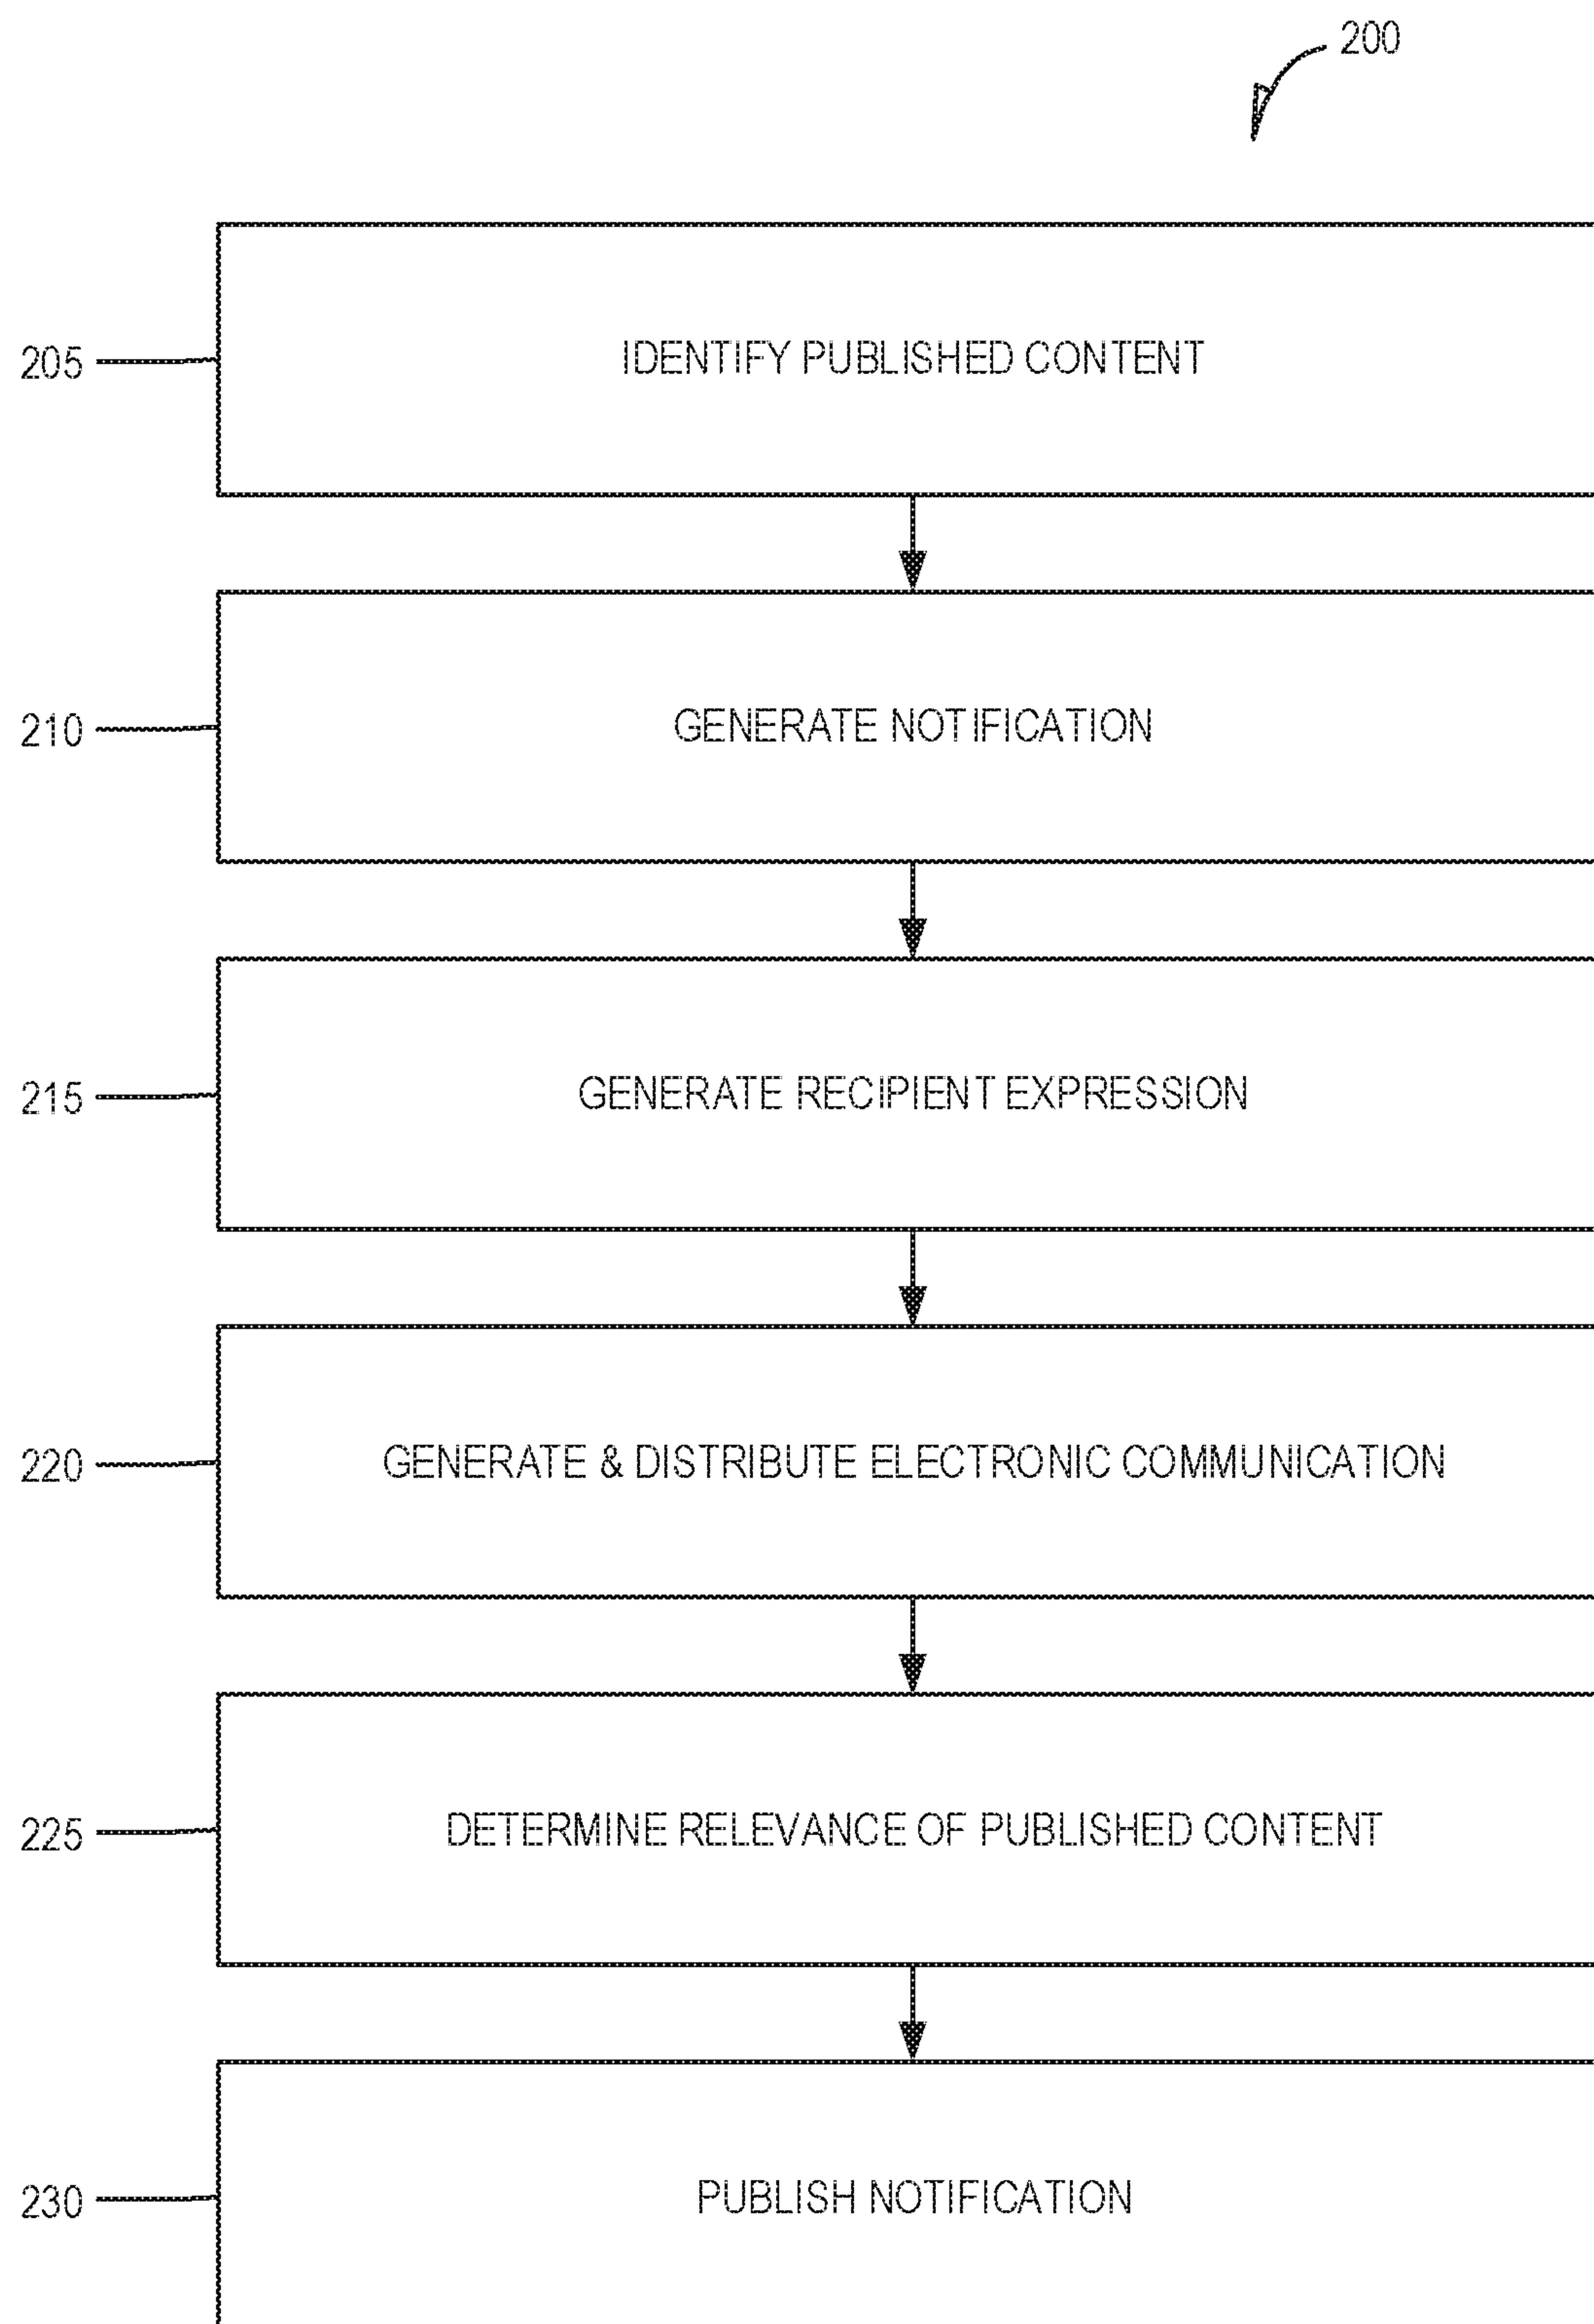 200
205
IDENTIFY PUBLISHED CONTENT
210
GENERATE NOTIFICATION
215
GENERATE RECIPIENT EXPRESSION
220
GENERATE & DISTRIBUTE ELECTRONIC COMMUNICATION
225
DETERMINE RELEVANCE OF PUBLISHED CONTENT
230
PUBLISH NOTIFICATION